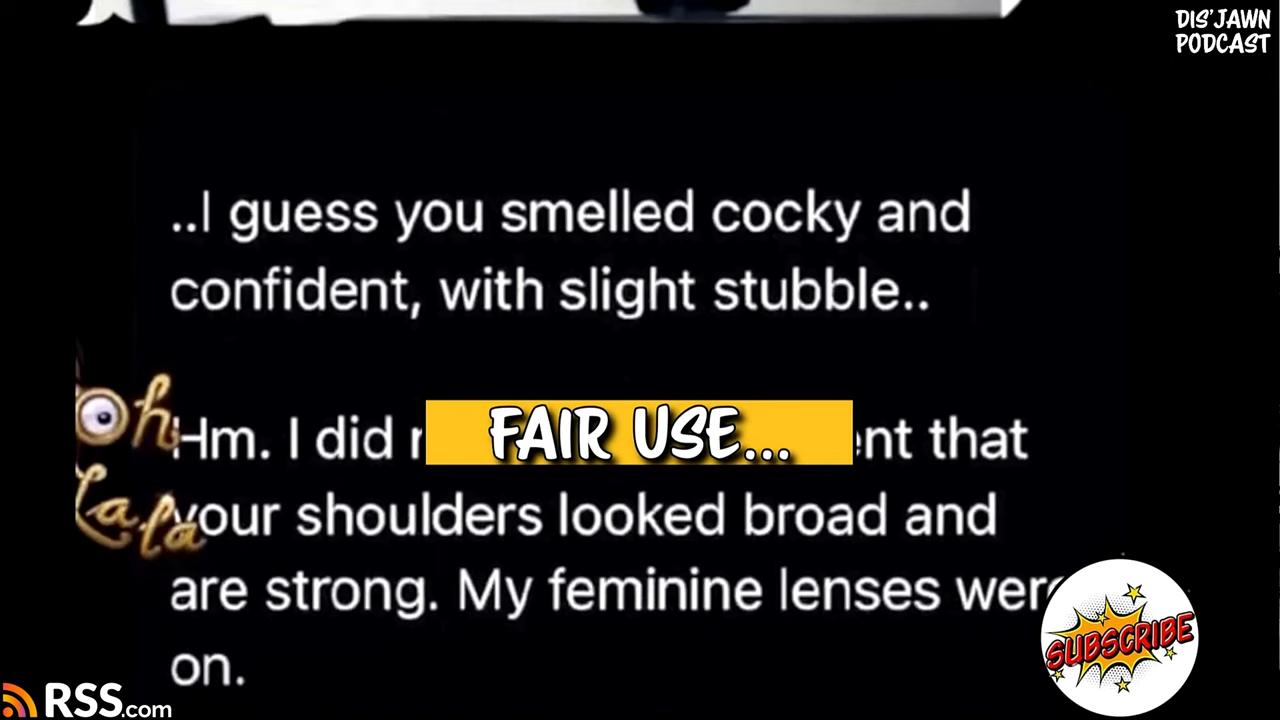 DIS'JAWN
PODCAST
..I guess you smelled cocky and
confident, with slight stubble..
Oh
La
la
Hm. I did
FAIR USE...
that
your shoulders looked broad and
are strong. My feminine lenses were
on.
SUBSCRIBE
RSS.com